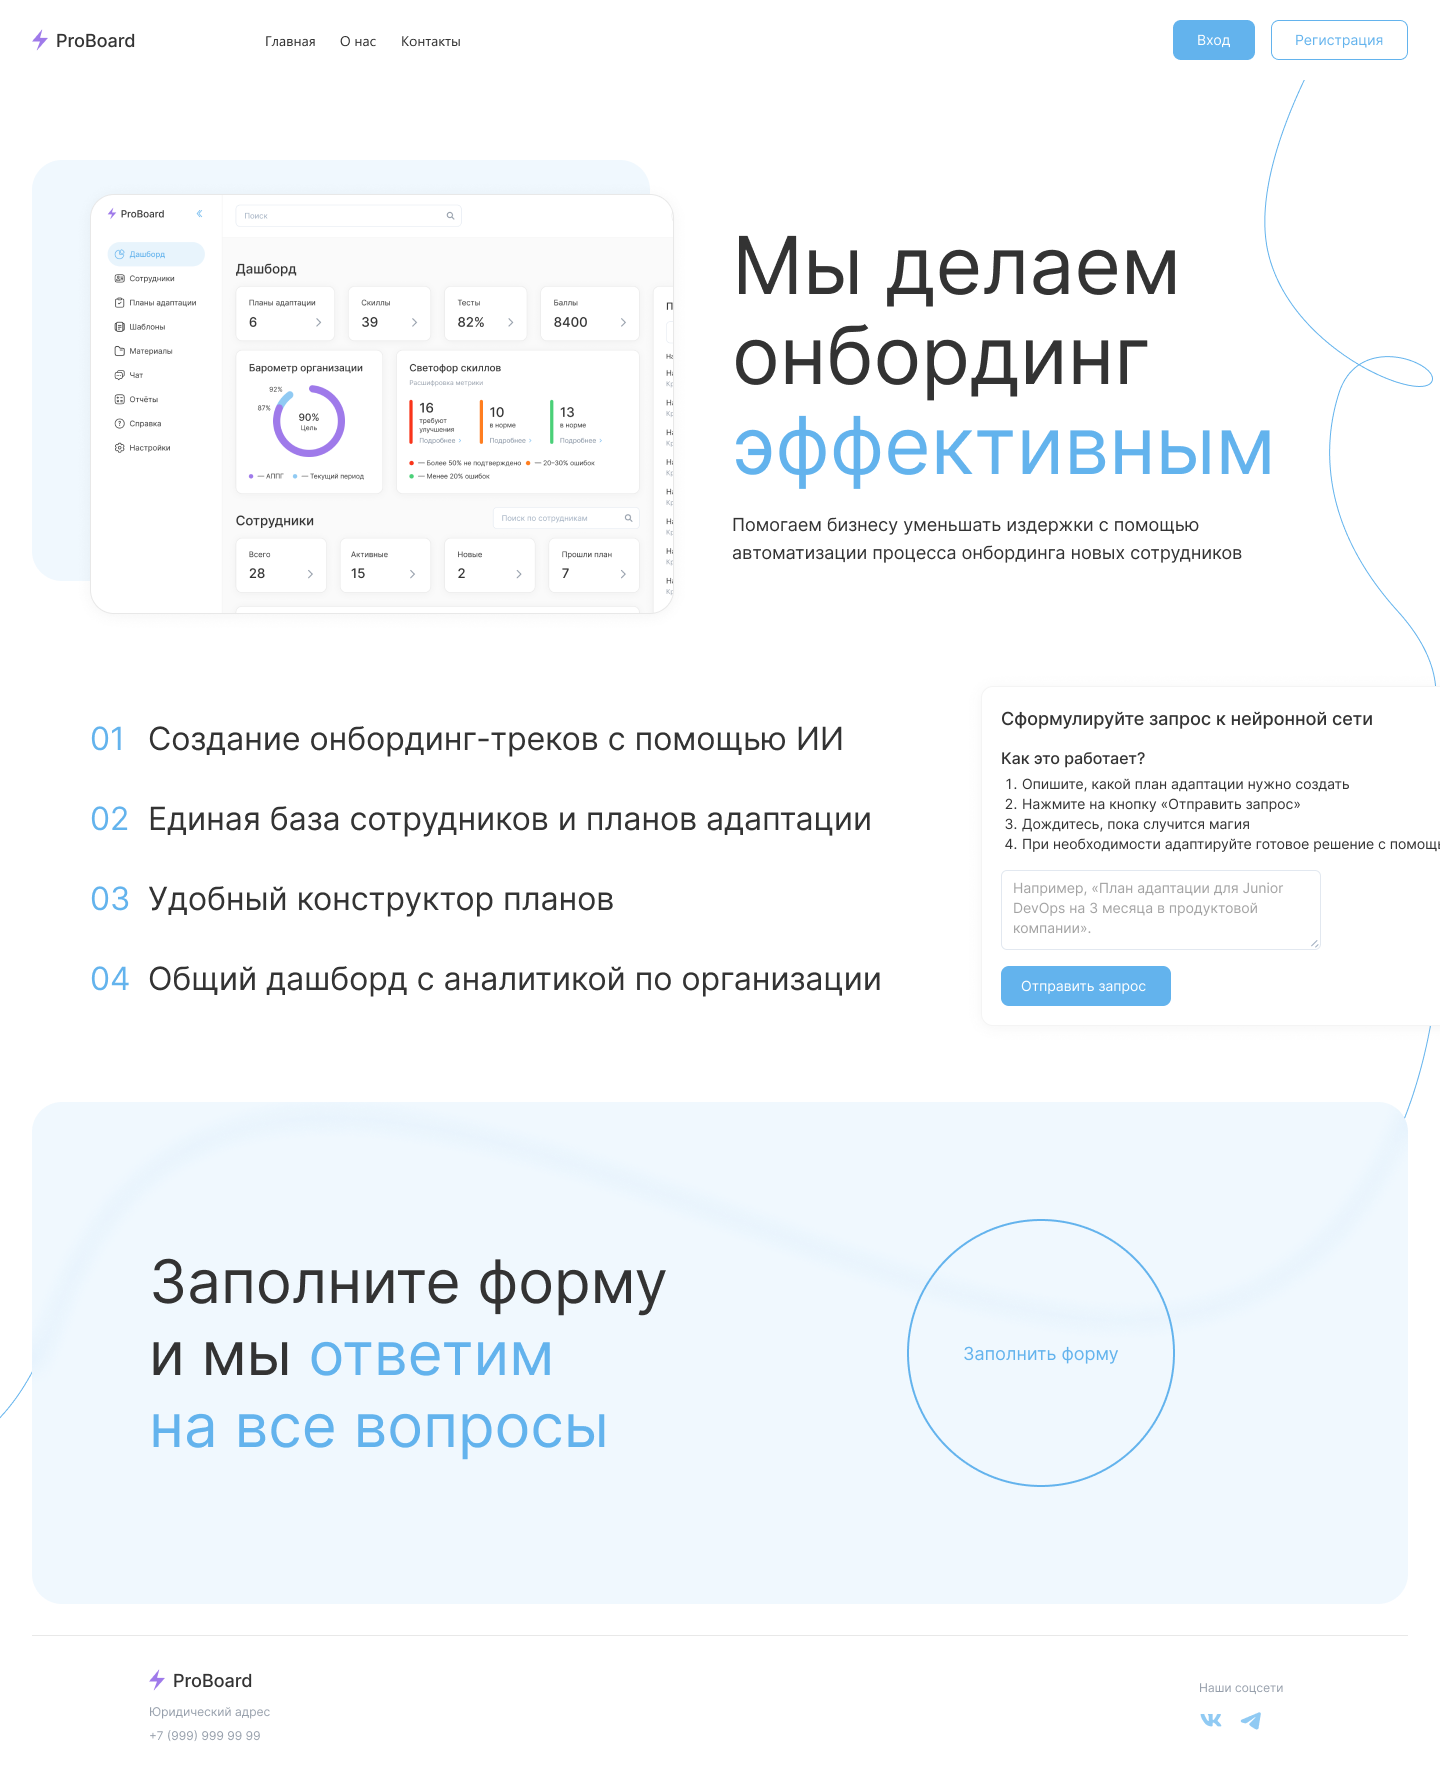 ProBoard
Главная
О нас
Контакты
Вход
Регистрация
ProBoard
Поиск
Дашборд
Сотрудники
Планы адаптации
Шаблоны
Материалы
Чат
Отчёты
Справка
Настройки
Дашборд
Планы адаптации
6
Скиллы
39
Тесты
82%
Баллы
8400
Барометр организации
92%
87%
90%
Цель
— АППГ
— Текущий период
Светофор скиллов
Расшифровка метрики
16
требуют
улучшения
Подробнее
10
в норме
Подробнее
13
в норме
Подробнее
— Более 50% не подтверждено
— 20–30% ошибок
— Менее 20% ошибок
Сотрудники
Поиск по сотрудникам
Всего
28
Активные
15
Новые
2
Прошли план
7
Мы делаем
онбординг
эффективным
Помогаем бизнесу уменьшать издержки с помощью
автоматизации процесса онбординга новых сотрудников
01 Создание онбординг-треков с помощью ИИ
02 Единая база сотрудников и планов адаптации
03 Удобный конструктор планов
04 Общий дашборд с аналитикой по организации
Сформулируйте запрос к нейронной сети
Как это работает?
1. Опишите, какой план адаптации нужно создать
2. Нажмите на кнопку «Отправить запрос»
3. Дождитесь, пока случится магия
4. При необходимости адаптируйте готовое решение с
Например, «План адаптации для Junior
DevOps на 3 месяца в продуктовой
компании».
Отправить запрос
Заполните форму
и мы ответим
на все вопросы
Заполнить форму
ProBoard
Юридический адрес
+7 (999) 999 99 99
Наши соцсети